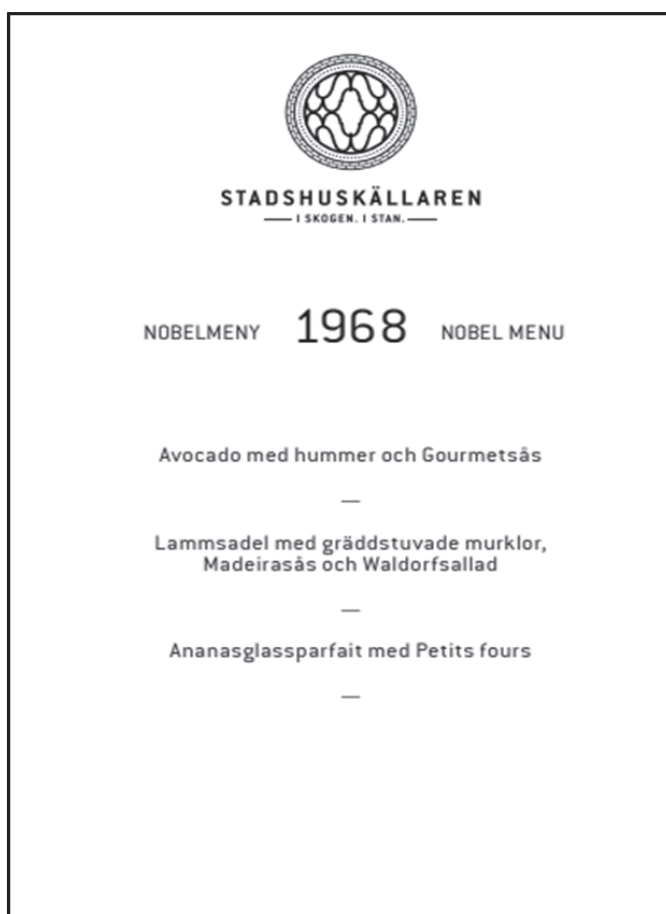 STADSHUSKÄLLAREN
I SKOGEN. I STAN.
NOBELMENY 1968 NOBEL MENU
Avocado med hummer och Gourmetsås
—
Lammsadel med gräddstuvade murklor,
Madeirasås och Waldorfsallad
—
Ananasglassparfait med Petits fours
—